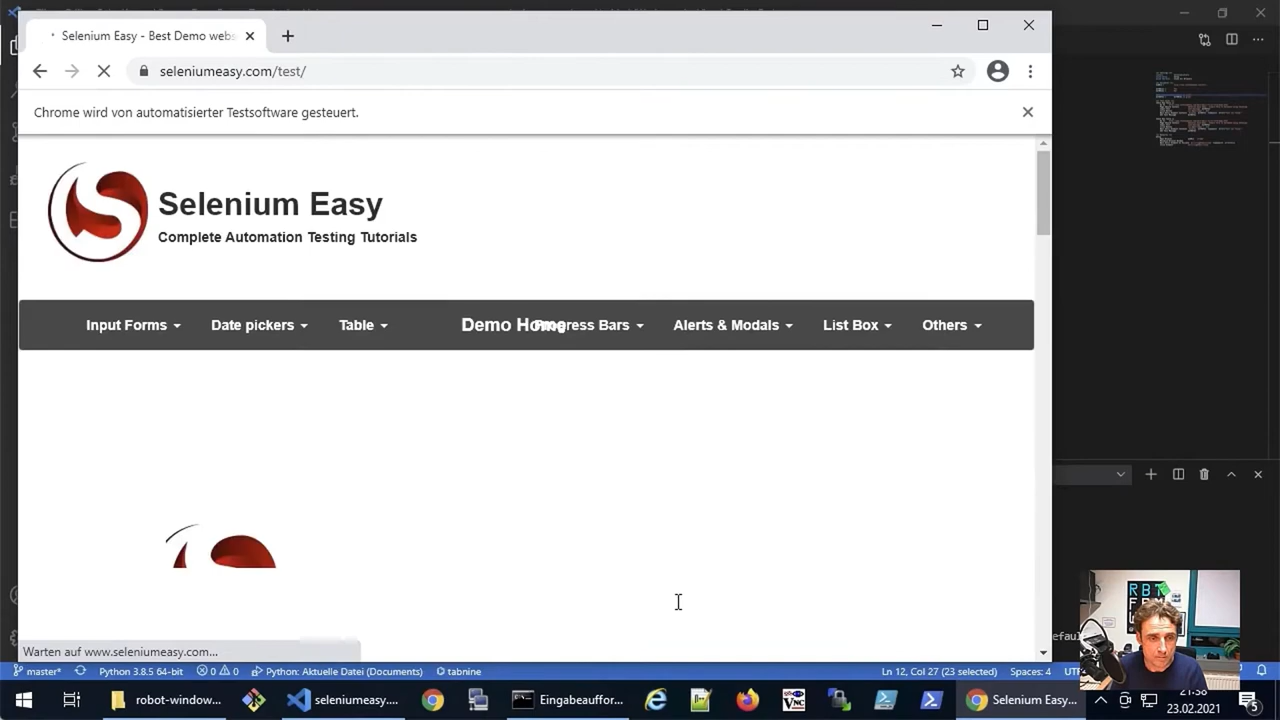 Selenium Easy - Best Demo webs
seleniumeasy.com/test/
Chrome wird von automatisierter Testsoftware gesteuert.
Selenium Easy
Complete Automation Testing Tutorials
Input Forms
Date pickers
Table
Demo Home
Progress Bars
Alerts & Modals
List Box
Others
Warten auf www.seleniumeasy.com...
master*
Python 3.8.5 64-bit
0
0
Python: Aktuelle Datei (Documents)
tabnine
Ln 12, Col 27 (23 selected)
Spaces: 4
robot-window...
seleniumeasy....
Eingabeauffor...
Selenium Easy...
21:38
23.02.2021
5